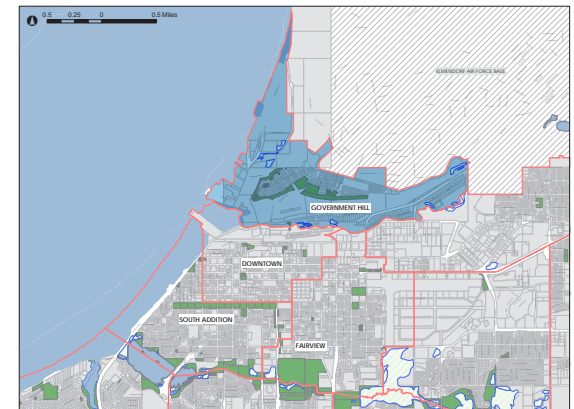 0.5 0.25 0 0.5 Miles
ELMENDORF AIR FORCE BASE
GOVERNMENT HILL
DOWNTOWN
SOUTH ADDITION
FAIRVIEW